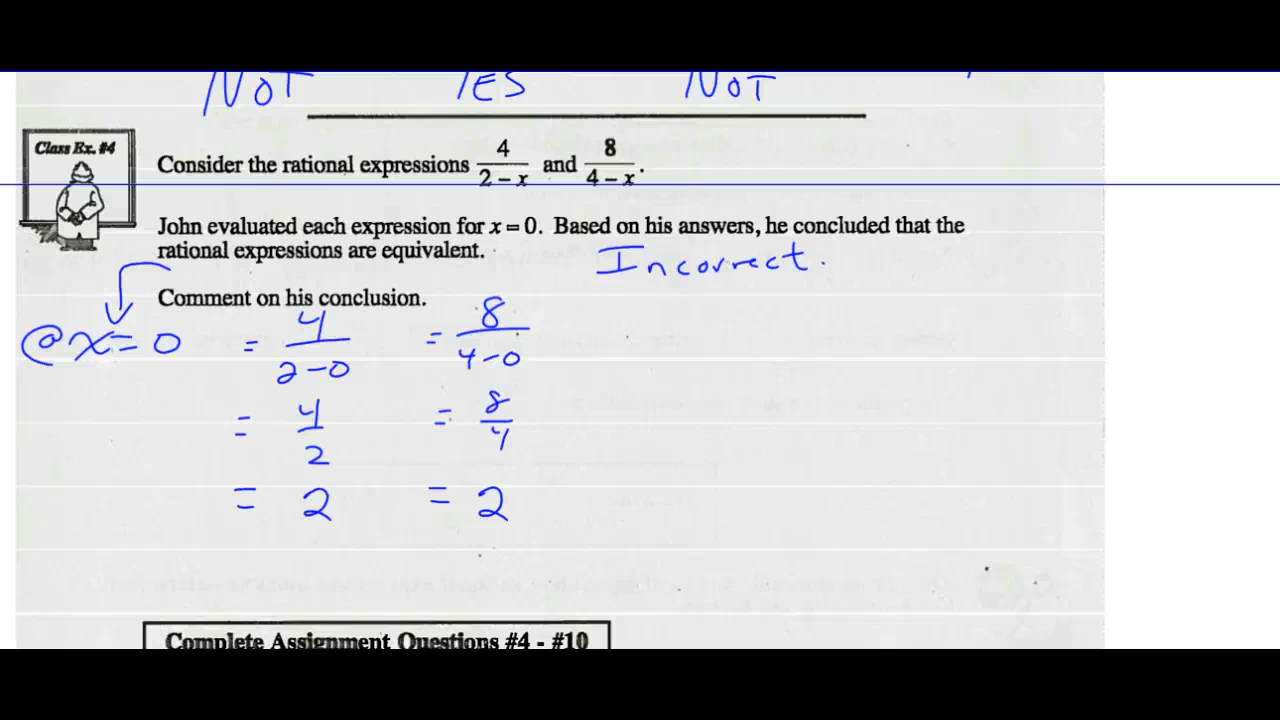 NOT YES NOT
Class Ex. #4
Consider the rational expressions 4/(2 – x) and 8/(4 – x).
John evaluated each expression for x = 0. Based on his answers, he concluded that the
rational expressions are equivalent.
Incorrect.
Comment on his conclusion.
@ x = 0 = 4/(2-0) = 8/(4-0)
= 4/2 = 8/4
= 2 = 2
Complete Assignment Questions #4 - #10